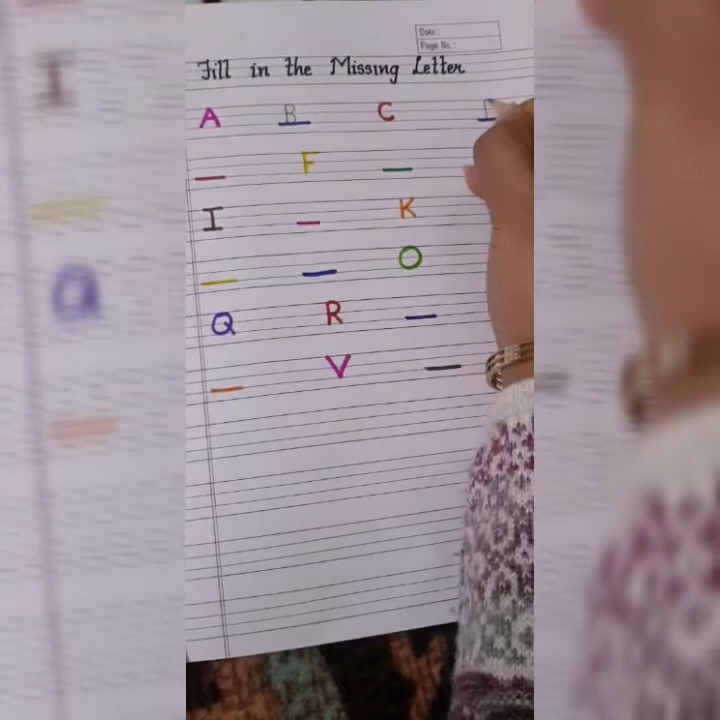 Date :
Page No. :
Fill in the Missing Letter
A B C
F
I K
O
Q R
V